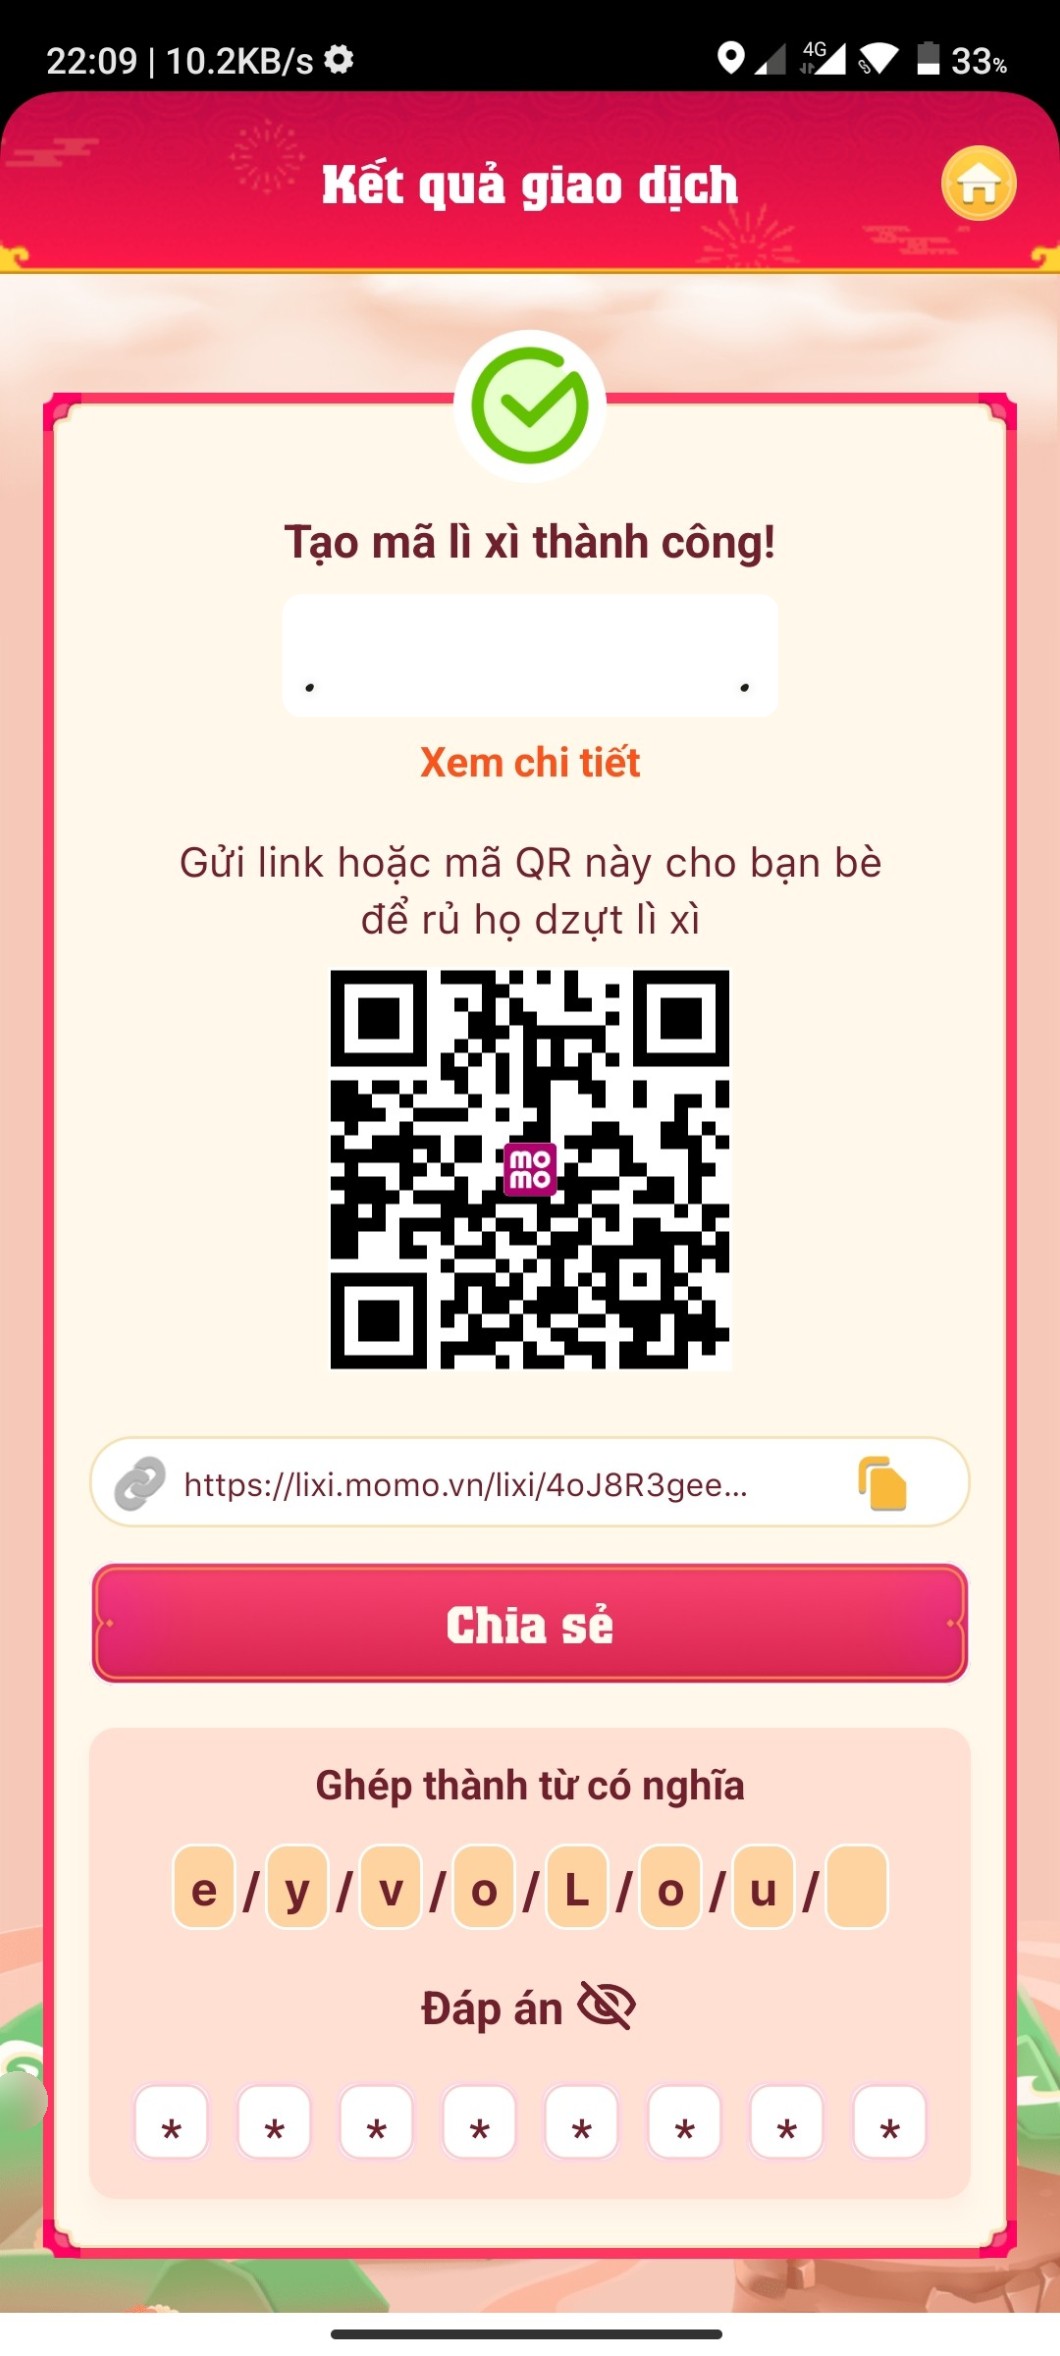 22:09 | 10.2KB/s 4G 33%
Kết quả giao dịch
Tạo mã lì xì thành công!
Xem chi tiết
Gửi link hoặc mã QR này cho bạn bè
để rủ họ dzựt lì xì
mo
mo
https://lixi.momo.vn/lixi/4oJ8R3gee...
Chia sẻ
Ghép thành từ có nghĩa
e / y / v / o / L / o / u /
Đáp án
* * * * * * * *